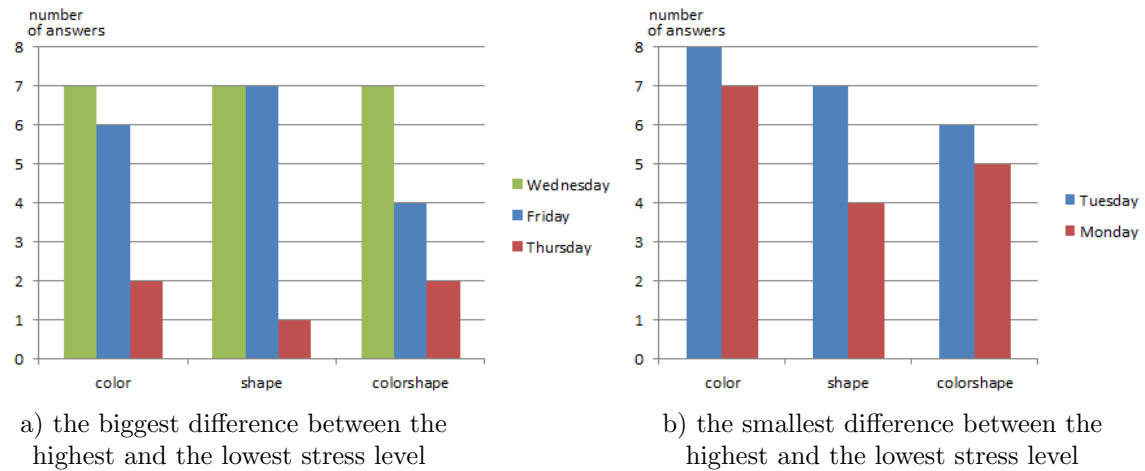 number
of answers
8
7
6
5
4
3
2
1
0
color
shape
colorshape
Wednesday
Friday
Thursday
a) the biggest difference between the
highest and the lowest stress level
number
of answers
8
7
6
5
4
3
2
1
0
color
shape
colorshape
Tuesday
Monday
b) the smallest difference between the
highest and the lowest stress level